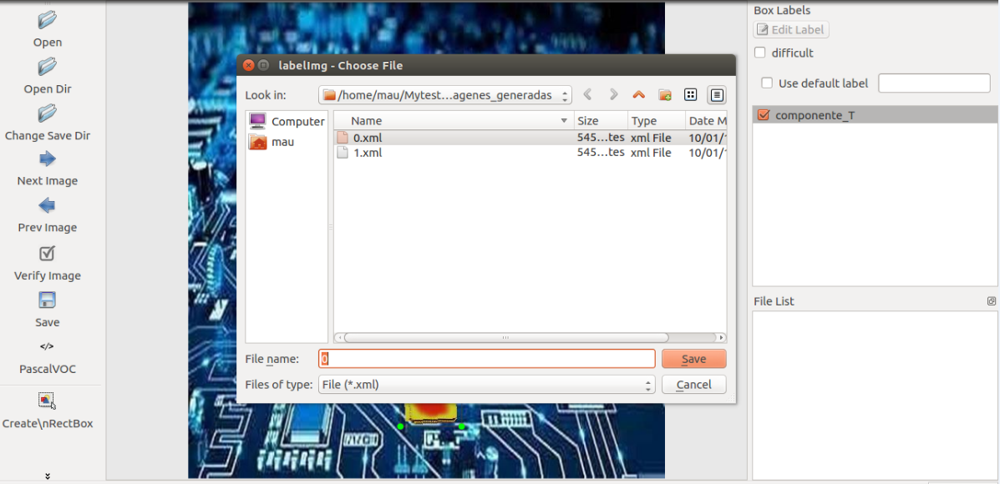 Open
Open Dir
Change Save Dir
Next Image
Prev Image
Verify Image
Save
</>
PascalVOC
Create\nRectBox
labelImg - Choose File
Look in:
/home/mau/Mytest...agenes_generadas
Computer
mau
Name Size Type Date M
0.xml 545...tes xml File 10/01/
1.xml 545...tes xml File 10/01/
File name: 0 Save
Files of type: File (*.xml) Cancel
Box Labels
Edit Label
difficult
Use default label
componente_T
File List